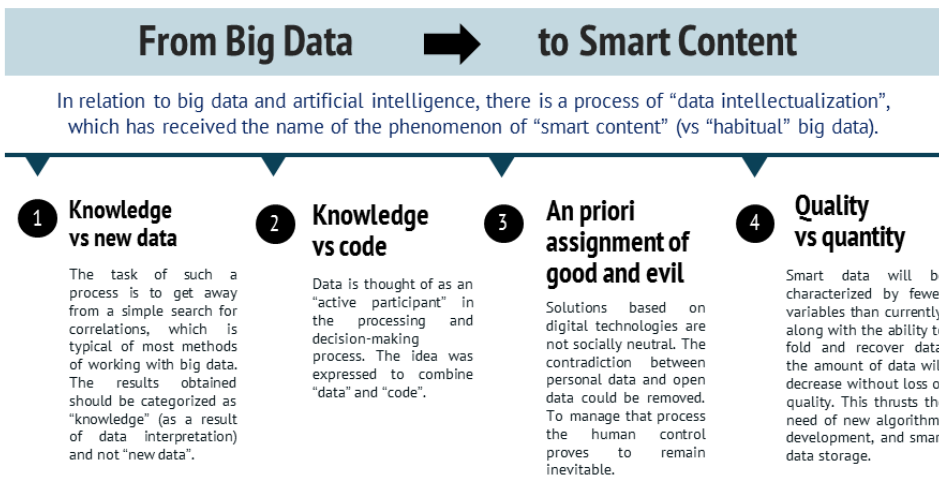 From Big Data to Smart Content
In relation to big data and artificial intelligence, there is a process of “data intellectualization”,
which has received the name of the phenomenon of “smart content” (vs “habitual” big data).
1
Knowledge
vs new data
The task of such a
process is to get away
from a simple search for
correlations, which is
typical of most methods
of working with big data.
The results obtained
should be categorized as
“knowledge” (as a result
of data interpretation)
and not “new data”.
2
Knowledge
vs code
Data is thought of as an
“active participant” in
the processing and
decision-making
process. The idea was
expressed to combine
“data” and “code”.
3
An priori
assignment of
good and evil
Solutions based on
digital technologies are
not socially neutral. The
contradiction between
personal data and open
data could be removed.
To manage that process
the human control
proves to remain
inevitable.
4
Quality
vs quantity
Smart data will b
characterized by fewe
variables than currently
along with the ability t
fold and recover data
the amount of data wil
decrease without loss o
quality. This thrusts th
need of new algorithm
development, and smar
data storage.